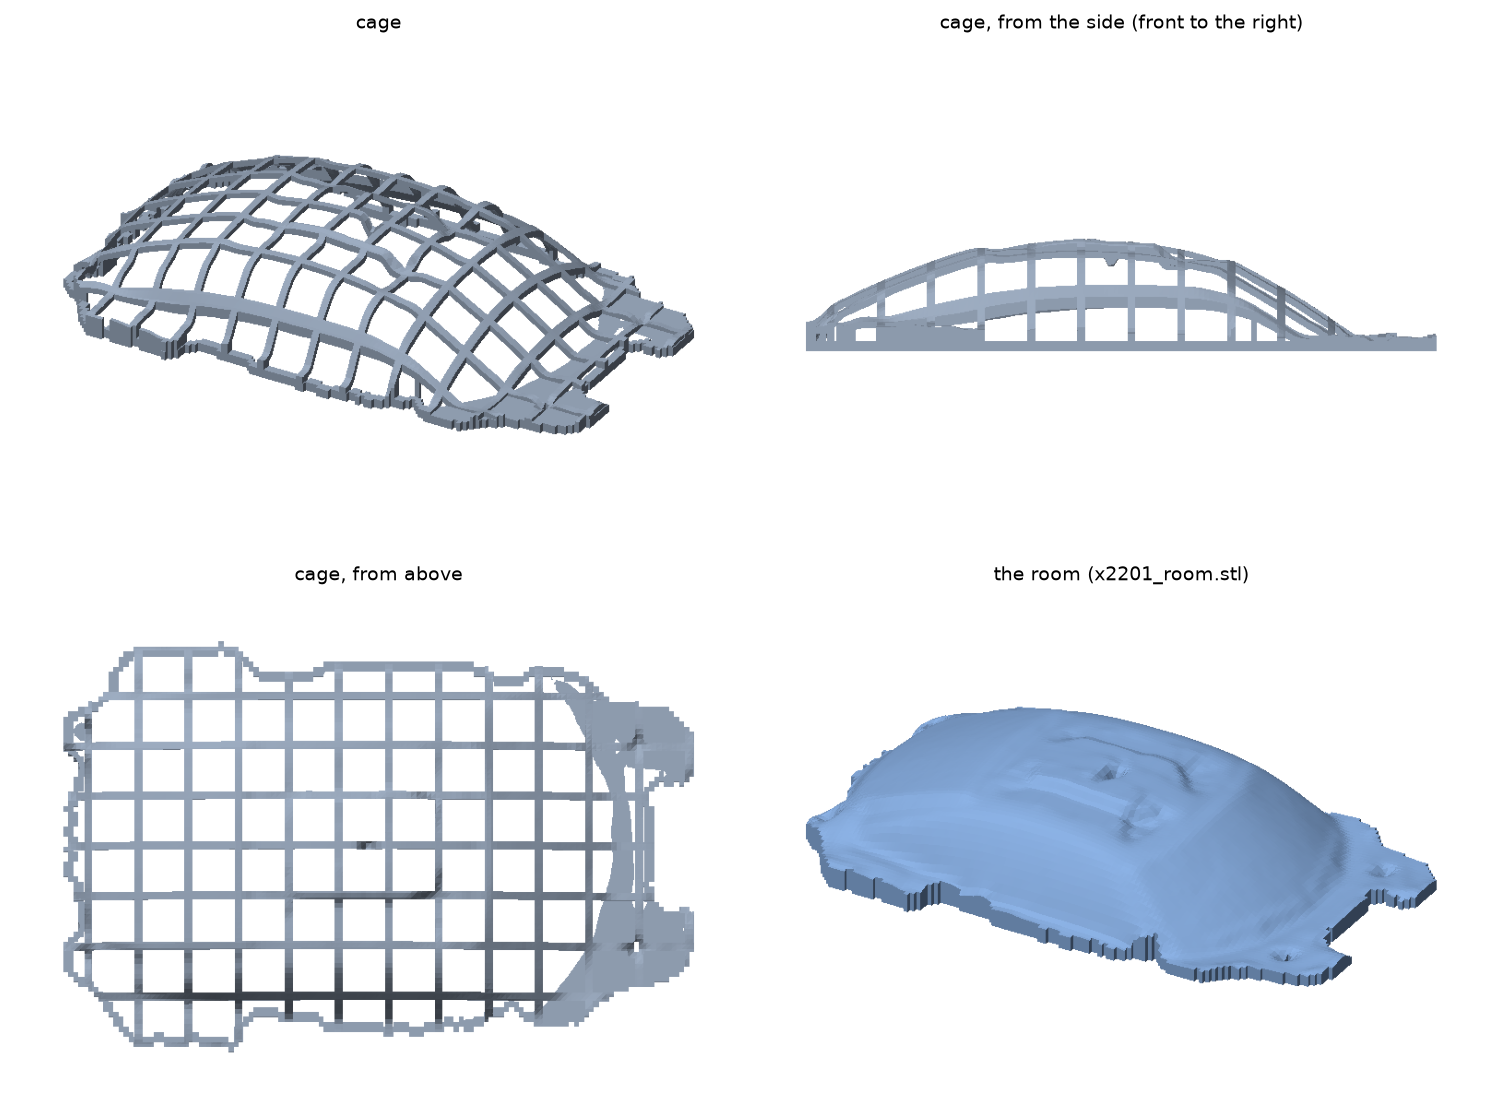 cage
cage, from the side (front to the right)
cage, from above
the room (x2201_room.stl)